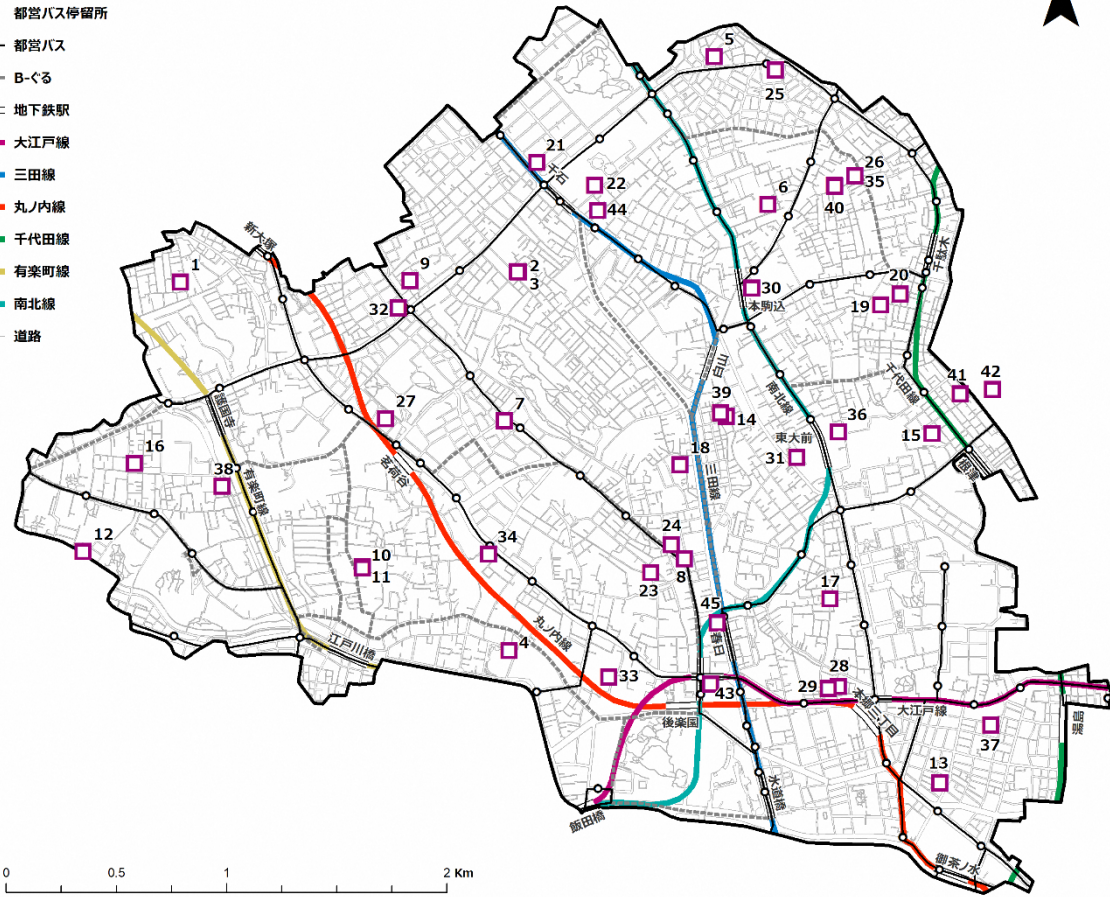 都営バス停留所
都営バス
B-ぐる
地下鉄駅
大江戸線
三田線
丸ノ内線
千代田線
有楽町線
南北線
道路
5
25
21
千石
22
44
6
26
35
40
新大塚
1
9
2
3
32
30
本駒込
20
19
千駄木
白山
南北線
千代田線
41
42
39
14
36
15
東大前
31
根津
27
7
18
三田線
茗荷谷
護国寺
16
38
有楽町線
12
10
11
34
24
8
23
17
45
春日
丸ノ内線
江戸川橋
4
33
43
28
29
本郷三丁目
大江戸線
湯島
37
後楽園
13
水道橋
飯田橋
御茶ノ水
0
0.5
1
2 Km